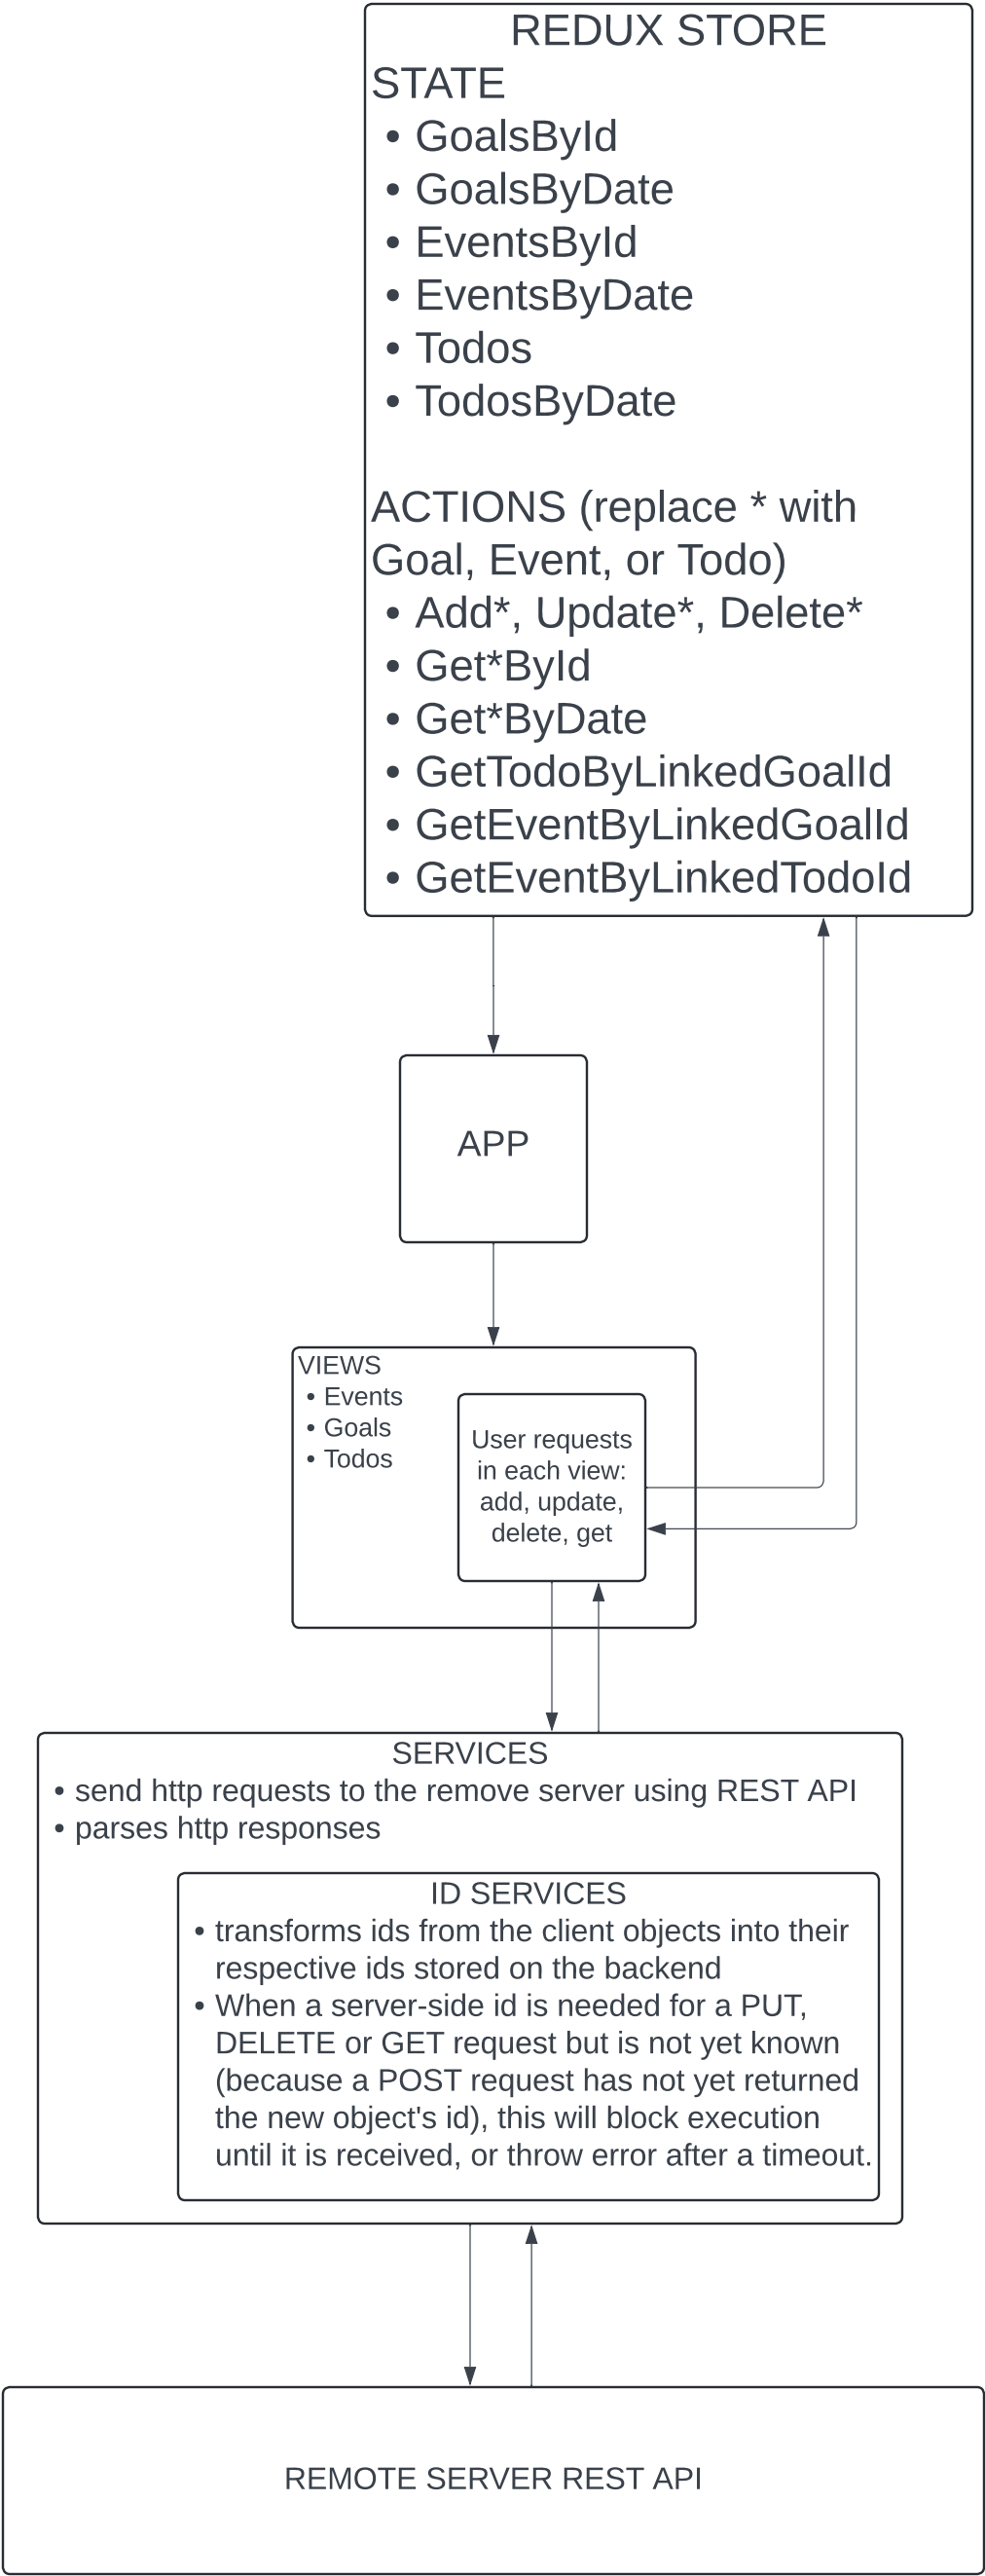 REDUX STORE
STATE
• GoalsById
• GoalsByDate
• EventsById
• EventsByDate
• Todos
• TodosByDate
ACTIONS (replace * with
Goal, Event, or Todo)
• Add*, Update*, Delete*
• Get*ById
• Get*ByDate
• GetTodoByLinkedGoalId
• GetEventByLinkedGoalId
• GetEventByLinkedTodoId
APP
VIEWS
• Events
• Goals
• Todos
User requests
in each view:
add, update,
delete, get
SERVICES
• send http requests to the remove server using REST API
• parses http responses
ID SERVICES
• transforms ids from the client objects into their
respective ids stored on the backend
• When a server-side id is needed for a PUT,
DELETE or GET request but is not yet known
(because a POST request has not yet returned
the new object's id), this will block execution
until it is received, or throw error after a timeout.
REMOTE SERVER REST API